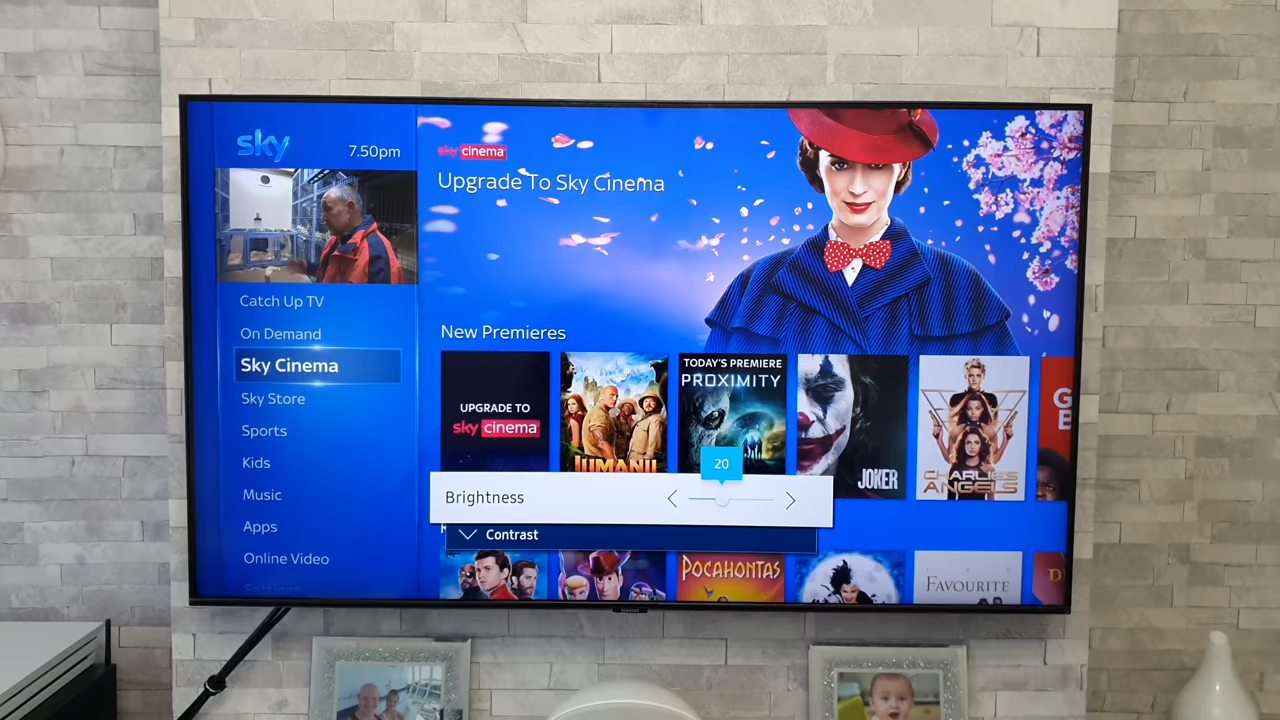 sky
7.50pm
Catch Up TV
On Demand
Sky Cinema
Sky Store
Sports
Kids
Music
Apps
Online Video
sky cinema
Upgrade To Sky Cinema
New Premieres
UPGRADE TO
sky cinema
JUMANJI
TODAY'S PREMIERE
PROXIMITY
JOKER
CHARLIE'S
ANGELS
20
Brightness
Contrast
POCAHONTAS
FAVOURITE
SAMSUNG